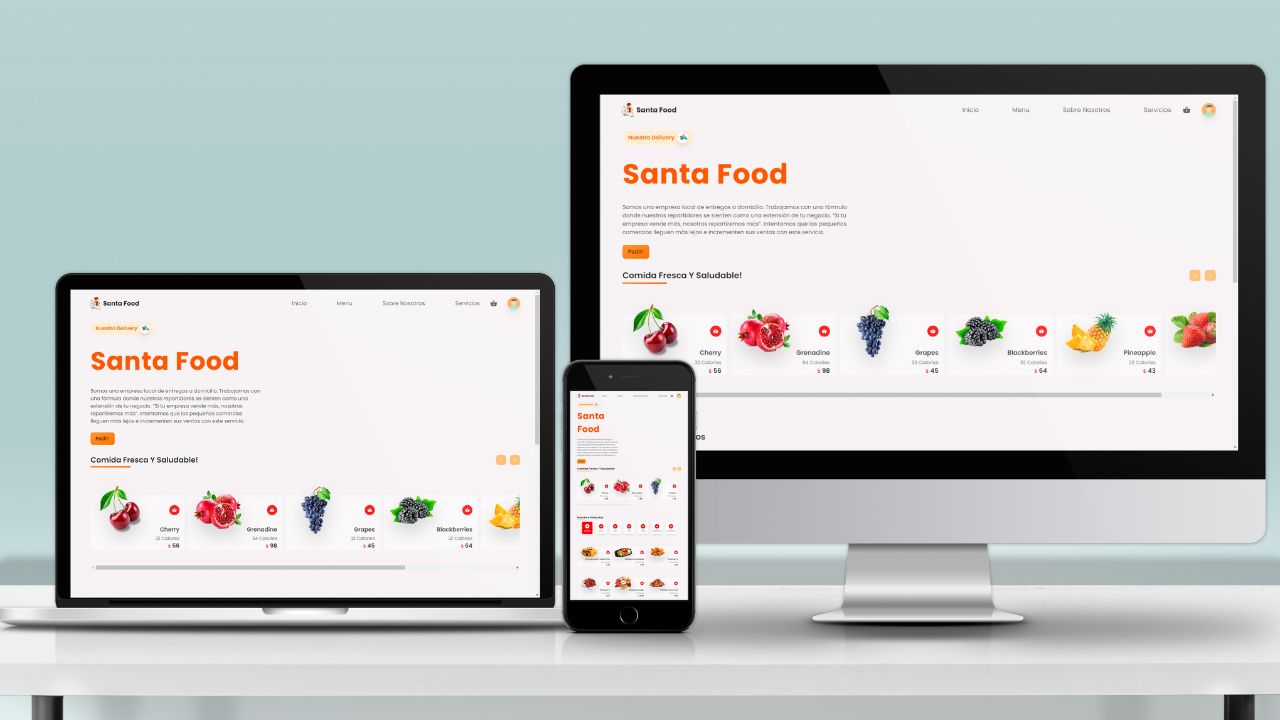 Santa Food
Inicio
Menu
Sobre Nosotros
Servicios
Nuestro Delivery
Santa Food
Somos una empresa local de entregas a domicilio. Trabajamos con una fórmula
donde nuestros repartidores se sienten como una extensión de tu negocio. "Si tu
empresa vende más, nosotros repartiremos más". Intentamos que los pequeños
comercios lleguen más lejos e incrementen sus ventas con este servicio.
Pedir!
Comida Fresca Y Saludable!
Cherry
Grenadine
Grapes
Blackberries
Pineapple
32 Calories
64 Calories
32 Calories
32 Calories
23 Calories
$ 56
$ 98
$ 45
$ 64
$ 43
os
Santa Food
Inicio
Menu
Sobre Nosotros
Servicios
Nuestro Delivery
Santa Food
Somos una empresa local de entregas a domicilio. Trabajamos con
una fórmula donde nuestros repartidores se sienten como una
extensión de tu negocio. "Si tu empresa vende más, nosotros
repartiremos más". Intentamos que los pequeños comercios
lleguen más lejos e incrementen sus ventas con este servicio.
Pedir!
Comida Fresca Y Saludable!
Cherry
Grenadine
Grapes
Blackberries
32 Calories
64 Calories
32 Calories
32 Calories
$ 56
$ 98
$ 45
$ 64
Santa Food
Santa
Food
Comida Fresca Y Saludable!